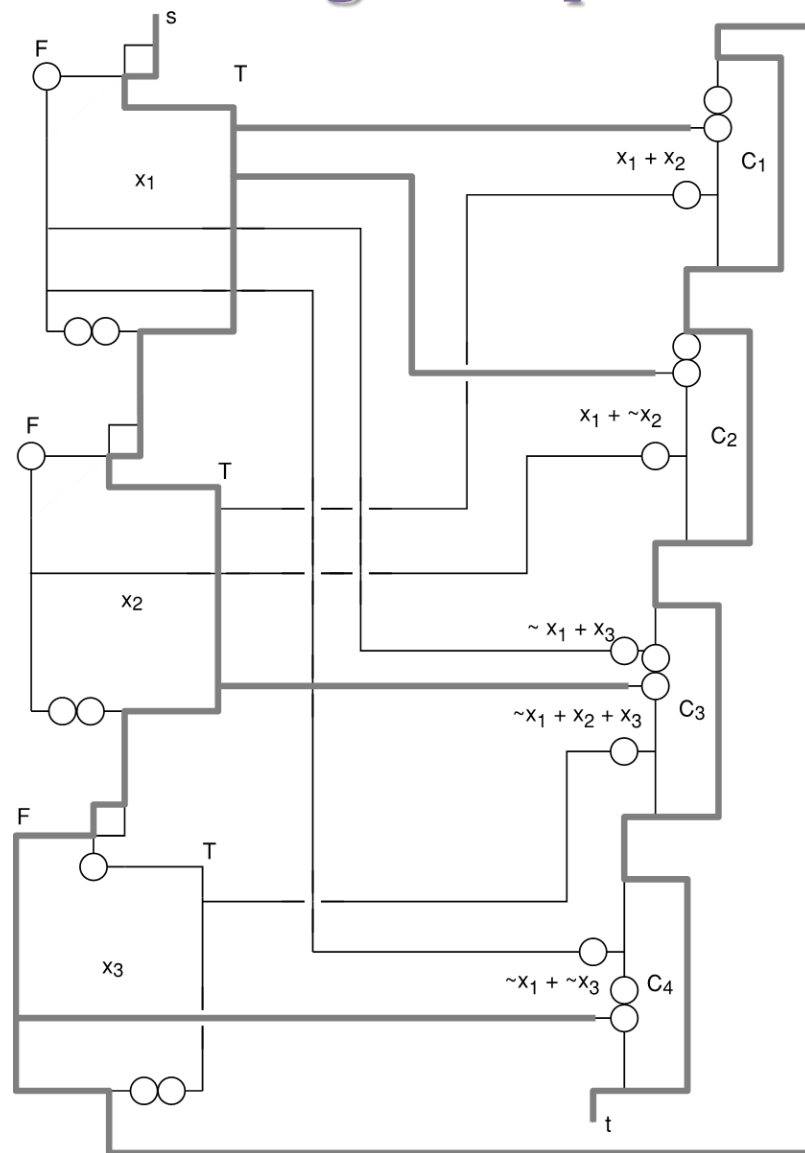 s
F
T
x1
x1 + x2
C1
F
T
x1 + ~x2
C2
x2
~ x1 + x3
~x1 + x2 + x3
C3
F
T
x3
~x1 + ~x3
C4
t